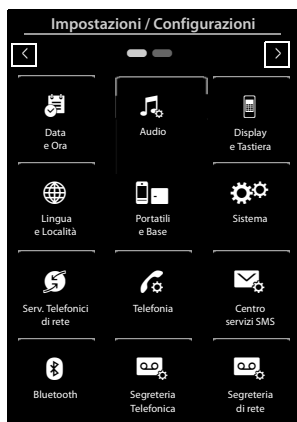 Impostazioni / Configurazioni
Data
e Ora
Audio
Display
e Tastiera
Lingua
e Località
Portatili
e Base
Sistema
Serv. Telefonici
di rete
Telefonia
Centro
servizi SMS
Bluetooth
Segreteria
Telefonica
Segreteria
di rete